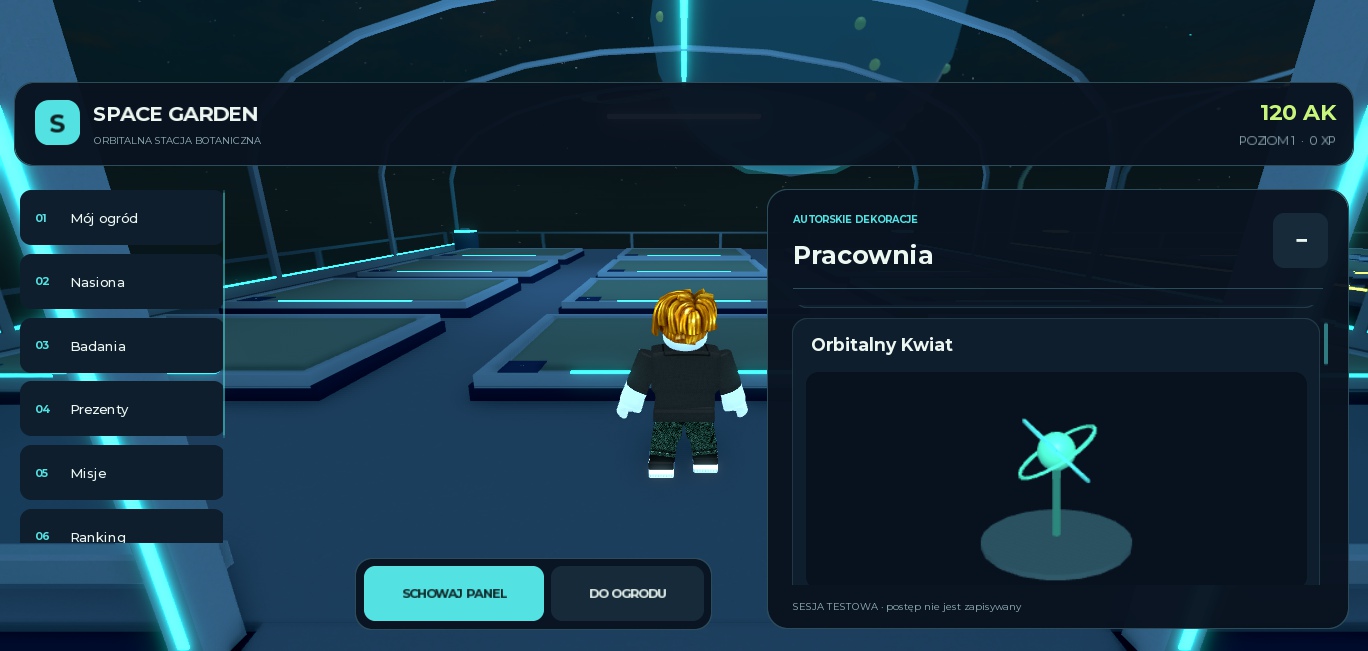 S
SPACE GARDEN
ORBITALNA STACJA BOTANICZNA
120 AK
POZIOM 1 · 0 XP
01 Mój ogród
02 Nasiona
03 Badania
04 Prezenty
05 Misje
06 Ranking
AUTORSKIE DEKORACJE
Pracownia
–
Orbitalny Kwiat
SESJA TESTOWA · postęp nie jest zapisywany
SCHOWAJ PANEL
DO OGRODU